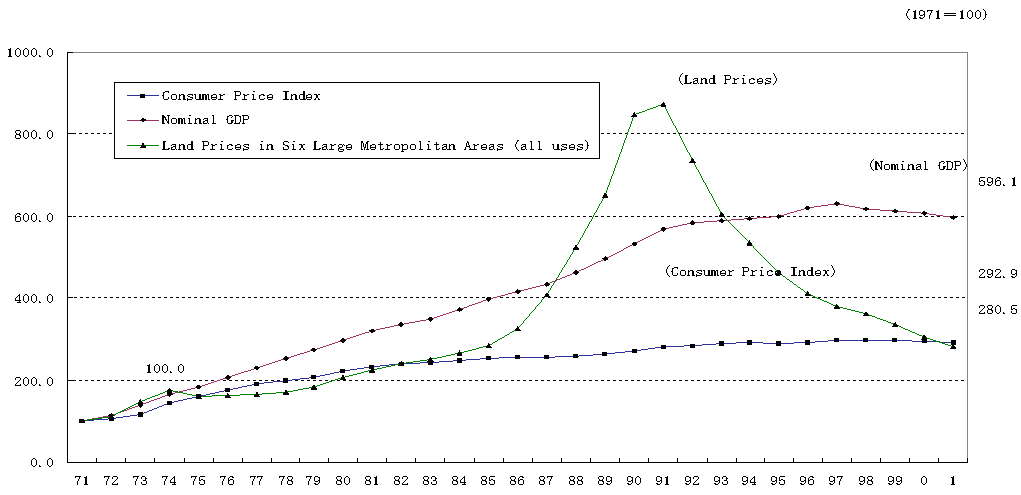 (1971=100)
1000.0
(Land Prices)
Consumer Price Index
Nominal GDP
Land Prices in Six Large Metropolitan Areas (all uses)
800.0
(Nominal GDP)
596.1
600.0
(Consumer Price Index)
292.9
400.0
280.5
100.0
200.0
0.0
71 72 73 74 75 76 77 78 79 80 81 82 83 84 85 86 87 88 89 90 91 92 93 94 95 96 97 98 99 0 1